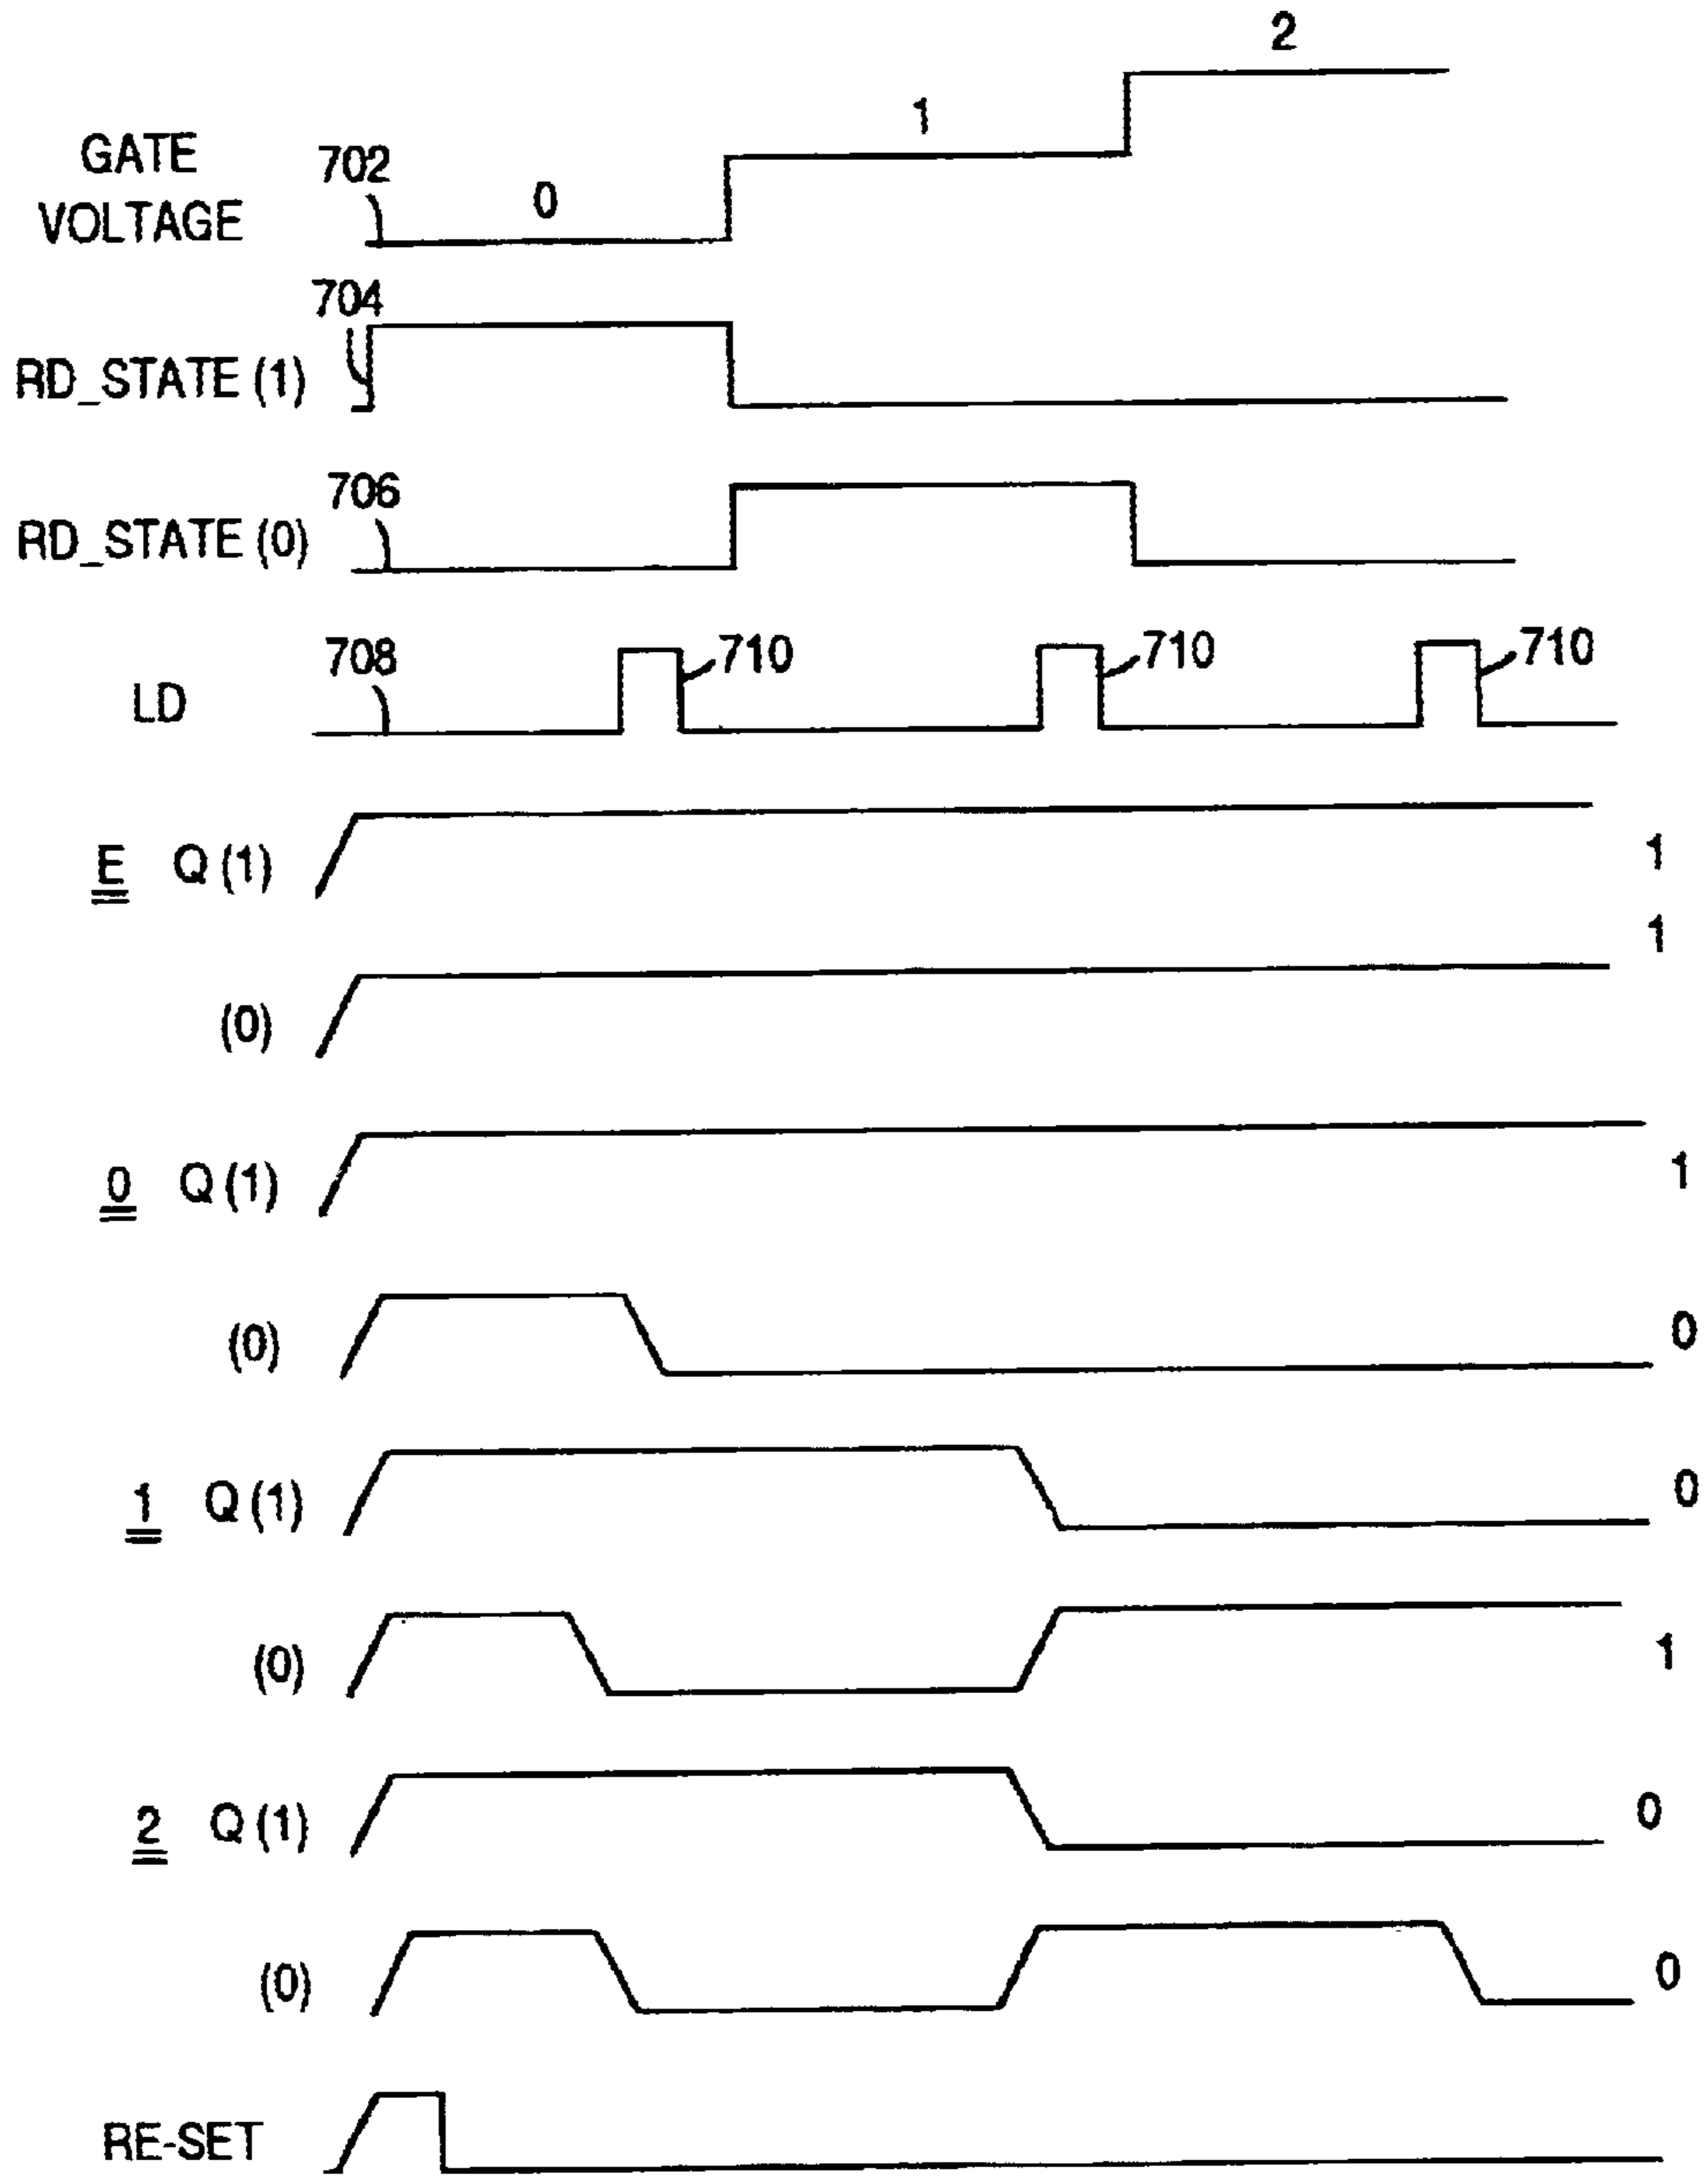 2
1
GATE VOLTAGE
702
0
704
RD_STATE (1)
706
RD_STATE (0)
708
710
710
710
LD
E Q (1) 1
1
(0)
0 Q (1) 1
(0) 0
1 Q (1) 0
(0) 1
2 Q (1) 0
(0) 0
RE-SET